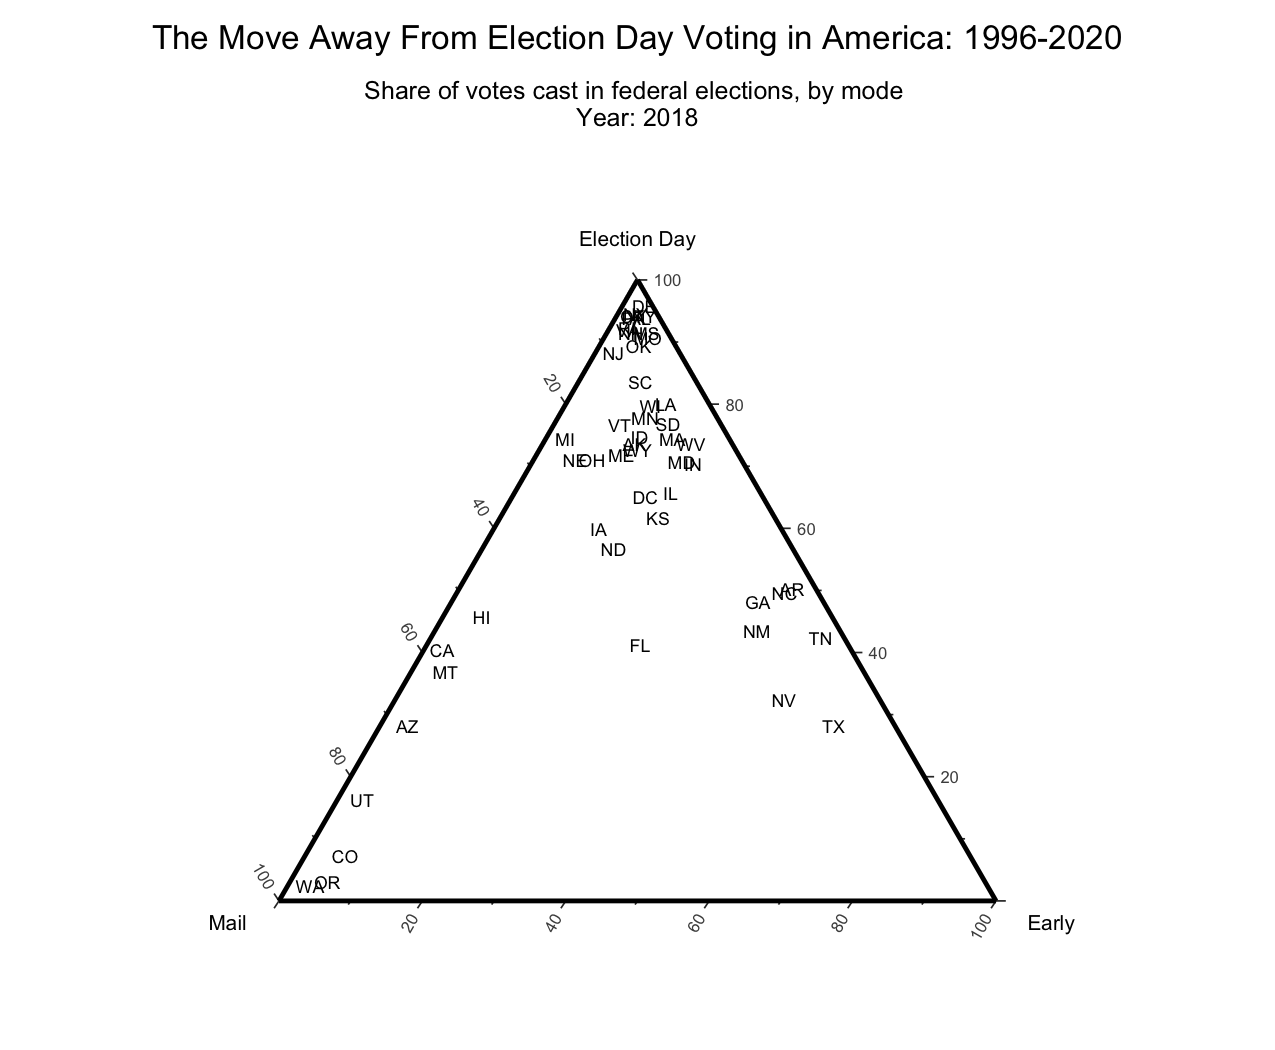 The Move Away From Election Day Voting in America: 1996-2020
Share of votes cast in federal elections, by mode
Year: 2018
Election Day
100
OK
NJ
SC
20
80
WI
LA
MN
VT
SD
MI
ID
MA
WV
AK
WY
ME
NE
OH
MD
IN
DC
IL
40
KS
60
IA
ND
NC
AR
GA
HI
60
NM
TN
FL
CA
40
MT
NV
AZ
TX
80
20
UT
CO
100
WA
OR
Mail
20
40
60
80
100
Early